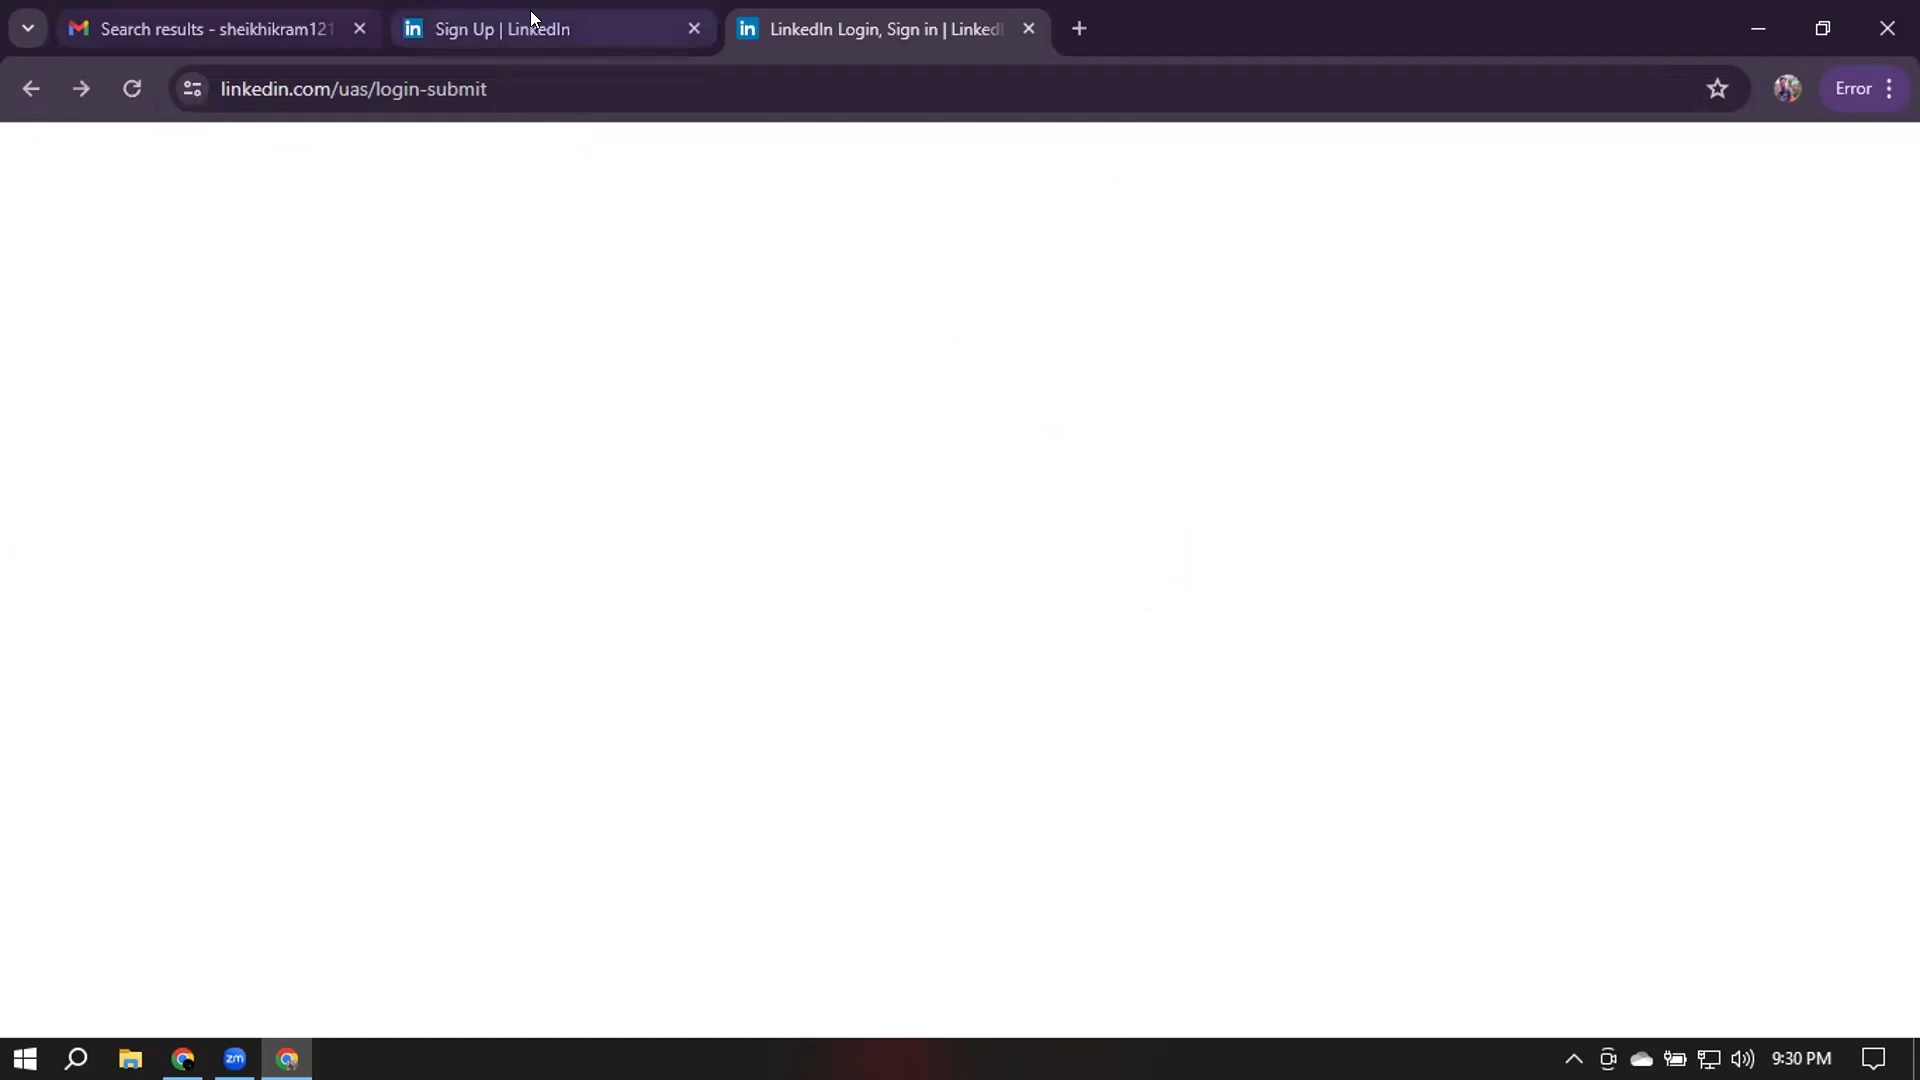 Search results - sheikhikram121
Sign Up | LinkedIn
LinkedIn Login, Sign in | LinkedI
linkedin.com/uas/login-submit
Error
zm
9:30 PM